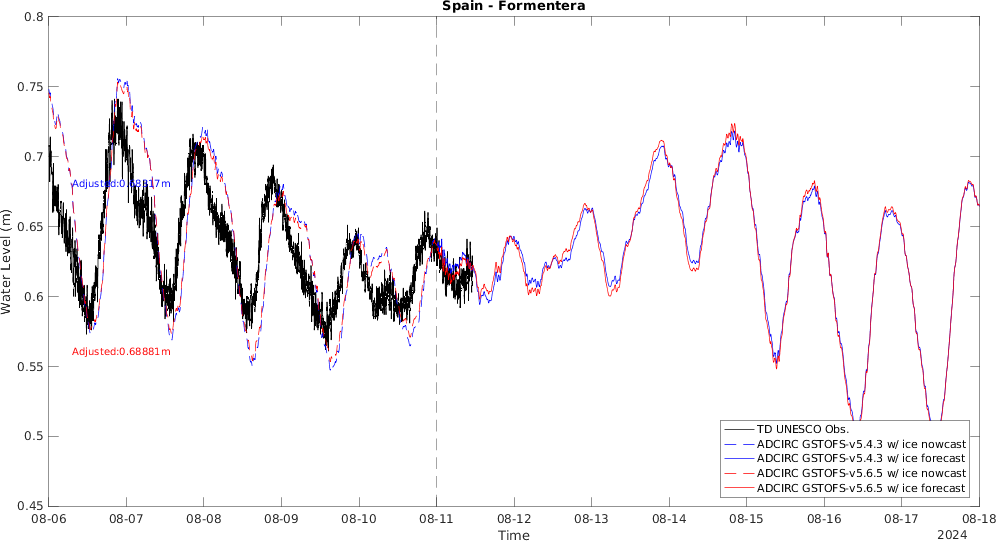 Spain - Formentera
0.8
0.75
0.7
0.65
0.6
0.55
0.5
0.45
Water Level (m)
Adjusted:0.68317m
Adjusted:0.68881m
TD UNESCO Obs.
ADCIRC GSTOFS-v5.4.3 w/ ice nowcast
ADCIRC GSTOFS-v5.4.3 w/ ice forecast
ADCIRC GSTOFS-v5.6.5 w/ ice nowcast
ADCIRC GSTOFS-v5.6.5 w/ ice forecast
08-06 08-07 08-08 08-09 08-10 08-11 08-12 08-13 08-14 08-15 08-16 08-17 08-18
Time
2024